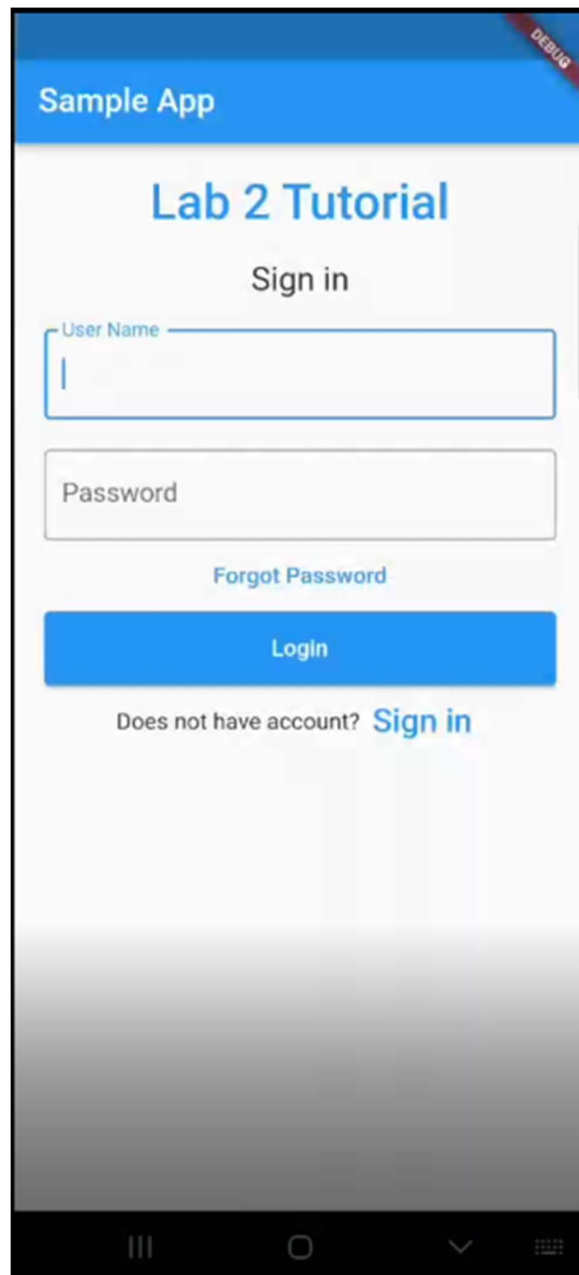 DEBUG
Sample App
Lab 2 Tutorial
Sign in
User Name
Password
Forgot Password
Login
Does not have account? Sign in